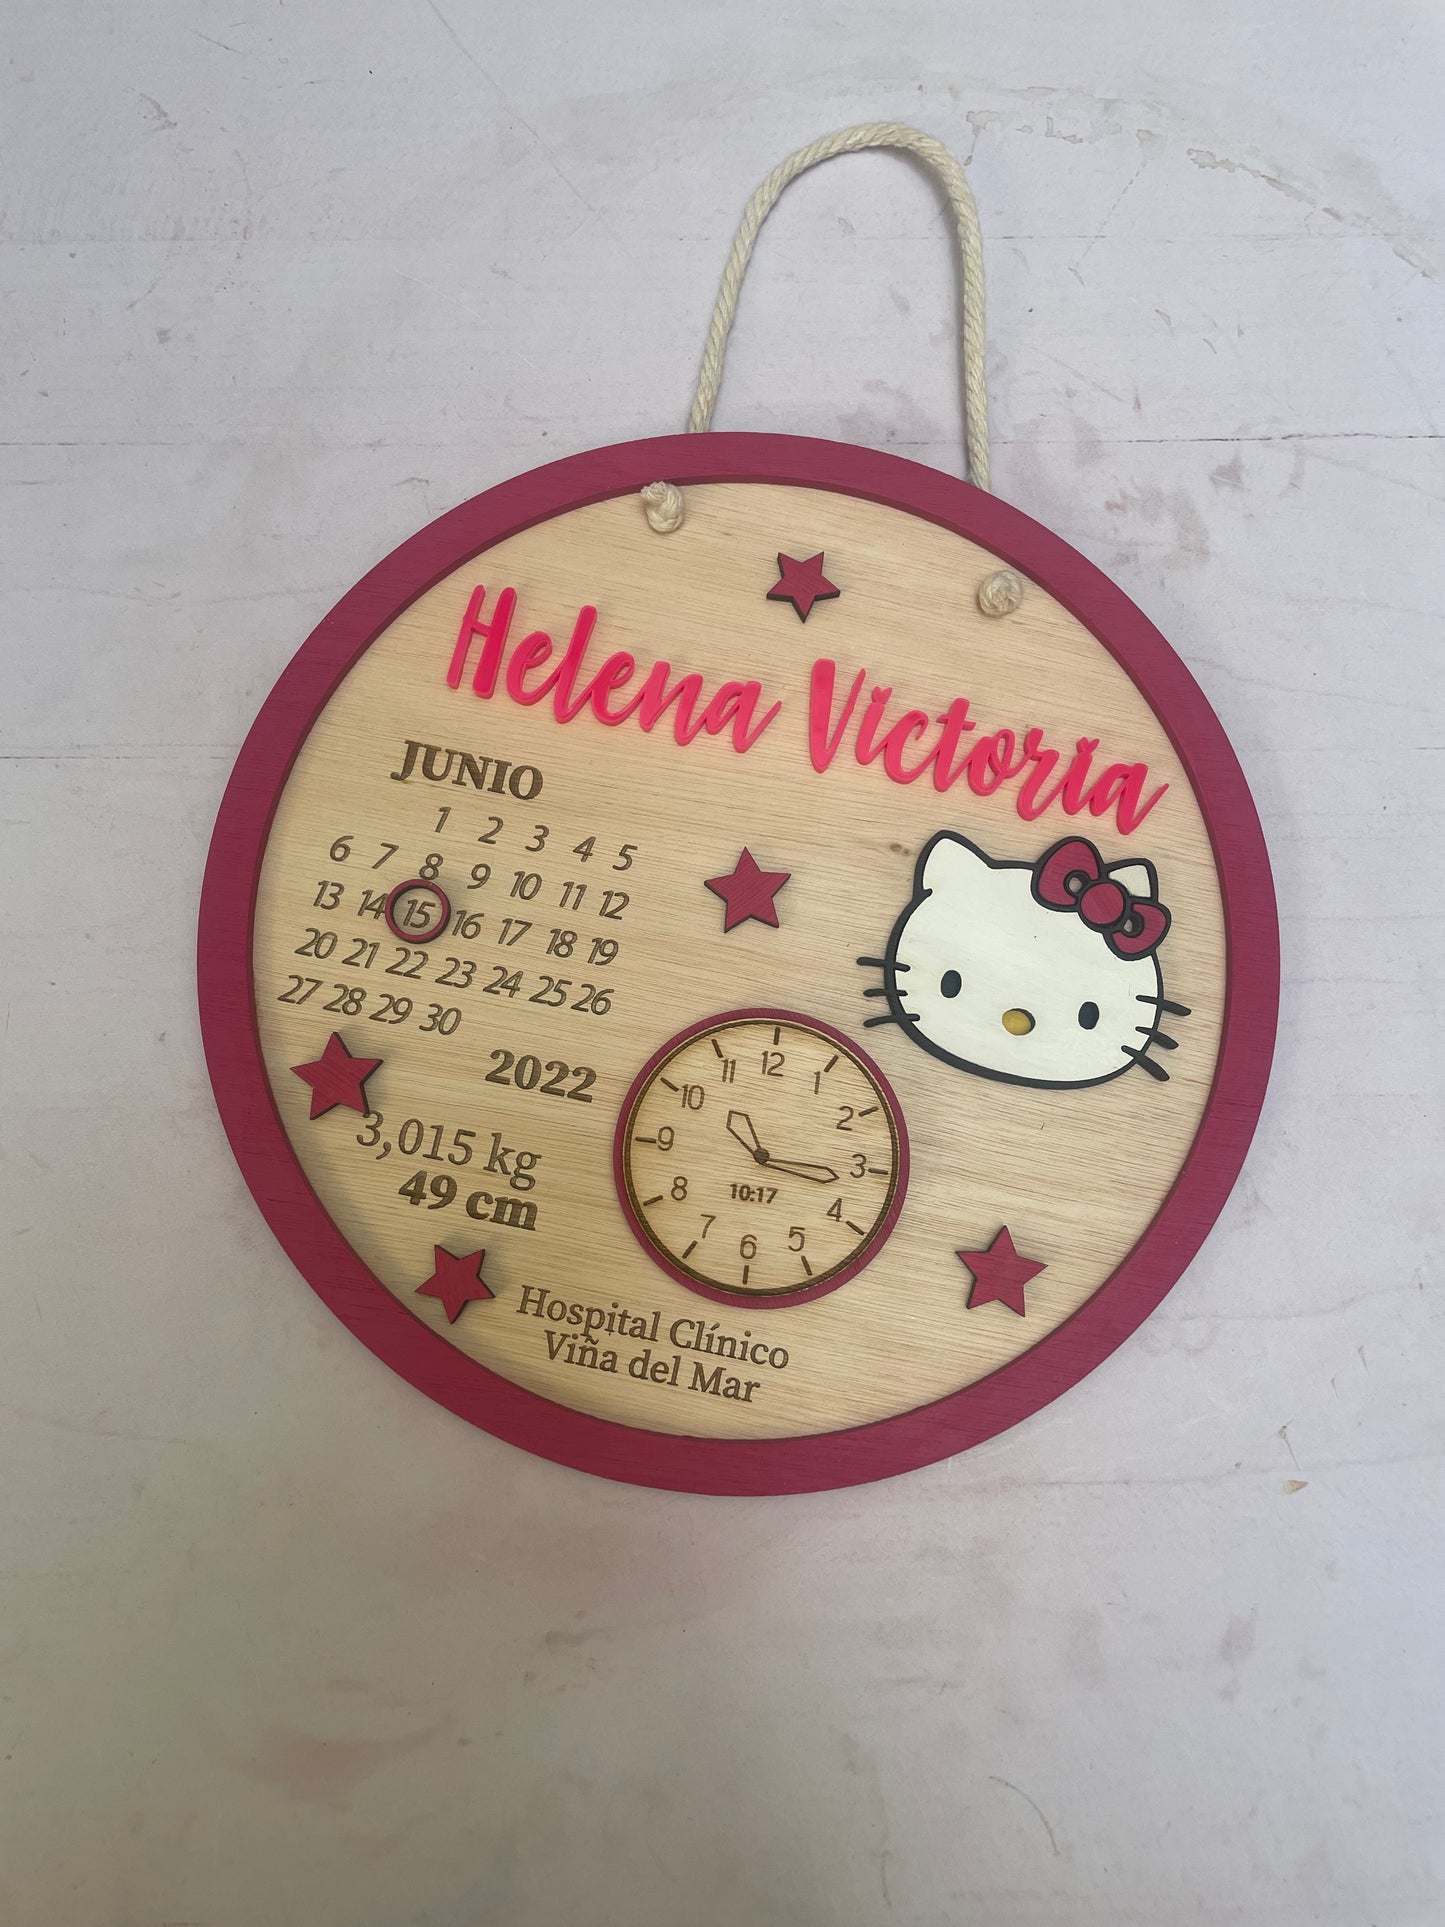 Helena Victoria
JUNIO
1 2 3 4 5
6 7 8 9 10 11 12
13 14 15 16 17 18 19
20 21 22 23 24 25 26
27 28 29 30
2022
3,015 kg
49 cm
12
11 1
10 2
9 3
10:17
8 4
7 5
6
Hospital Clínico
Viña del Mar